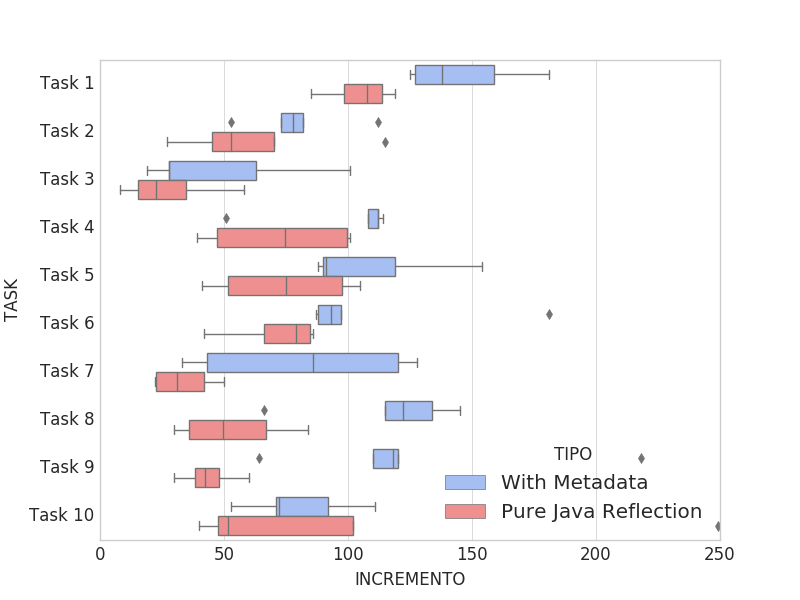 TASK
Task 1
Task 2
Task 3
Task 4
Task 5
Task 6
Task 7
Task 8
Task 9
Task 10
TIPO
With Metadata
Pure Java Reflection
0 50 100 150 200 250
INCREMENTO